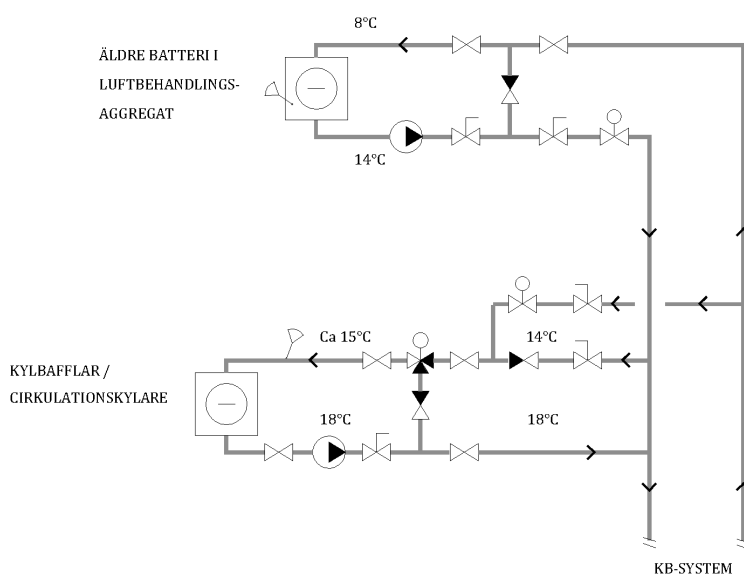 8°C
ÄLDRE BATTERI I
LUFTBEHANDLINGS-
AGGREGAT
14°C
Ca 15°C
14°C
KYLBAFFLAR /
CIRKULATIONSKYLARE
18°C
18°C
KB-SYSTEM